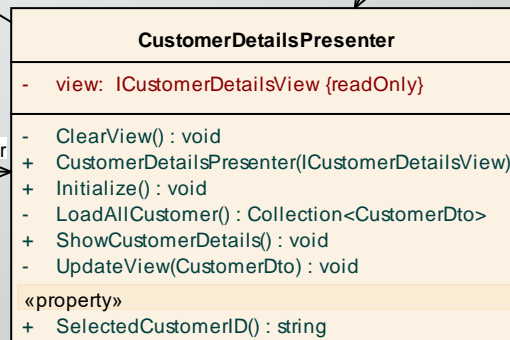 CustomerDetailsPresenter
- view: ICustomerDetailsView {readOnly}
- ClearView() : void
+ CustomerDetailsPresenter(ICustomerDetailsView)
r
+ Initialize() : void
- LoadAllCustomer() : Collection<CustomerDto>
+ ShowCustomerDetails() : void
- UpdateView(CustomerDto) : void
«property»
+ SelectedCustomerID() : string